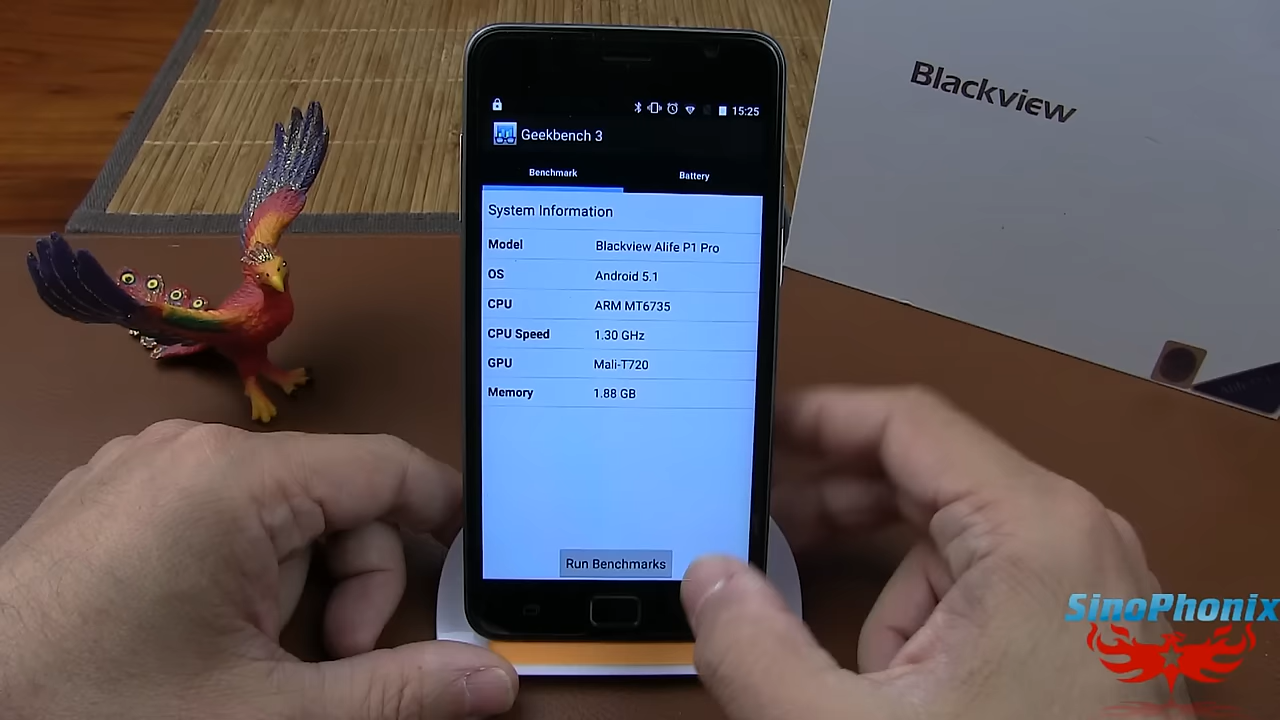 Blackview
15:25
Geekbench 3
Benchmark
Battery
System Information
Model Blackview Alife P1 Pro
OS Android 5.1
CPU ARM MT6735
CPU Speed 1.30 GHz
GPU Mali-T720
Memory 1.88 GB
Run Benchmarks
SinoPhonix